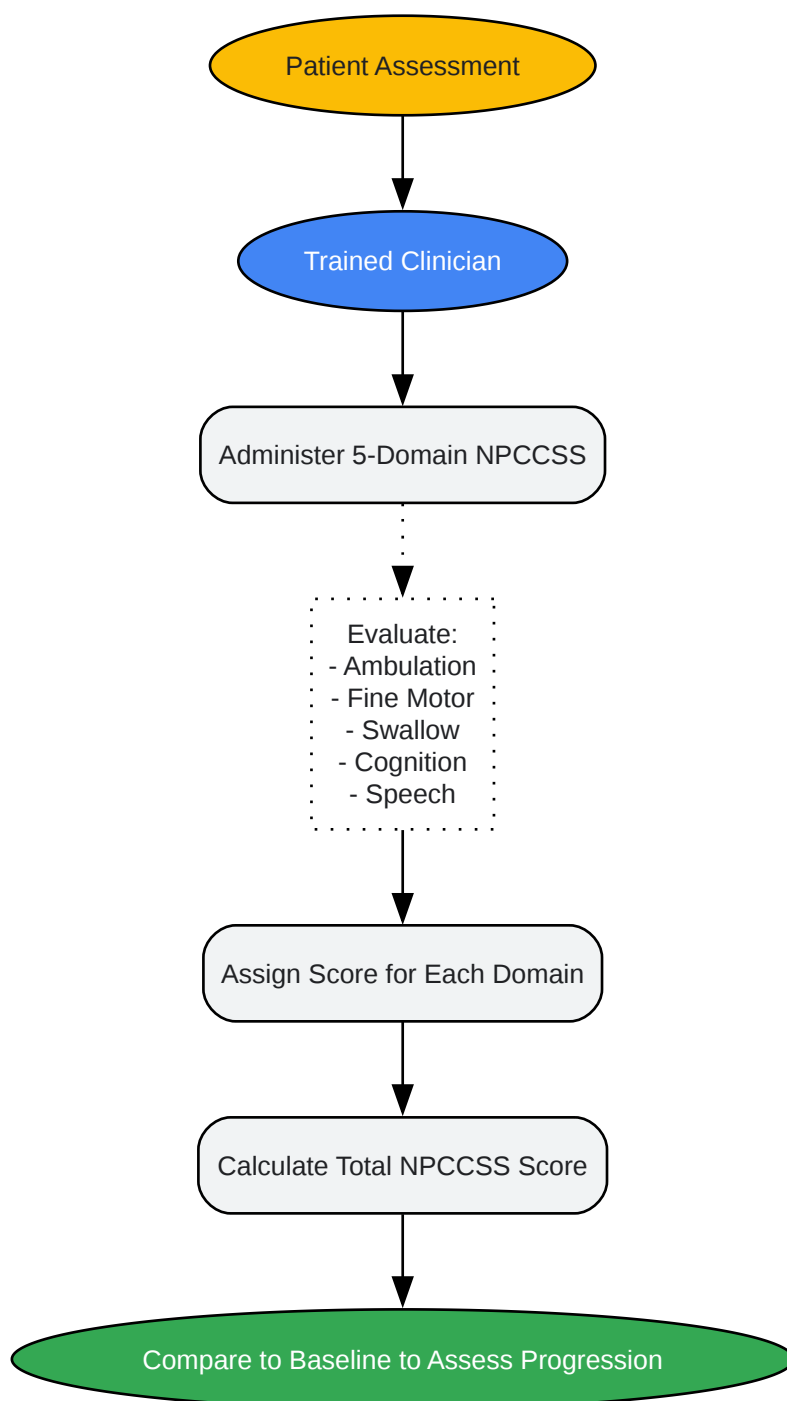 Patient Assessment
Trained Clinician
Administer 5-Domain NPCCSS
Evaluate:
- Ambulation
- Fine Motor
- Swallow
- Cognition
- Speech
Assign Score for Each Domain
Calculate Total NPCCSS Score
Compare to Baseline to Assess Progression